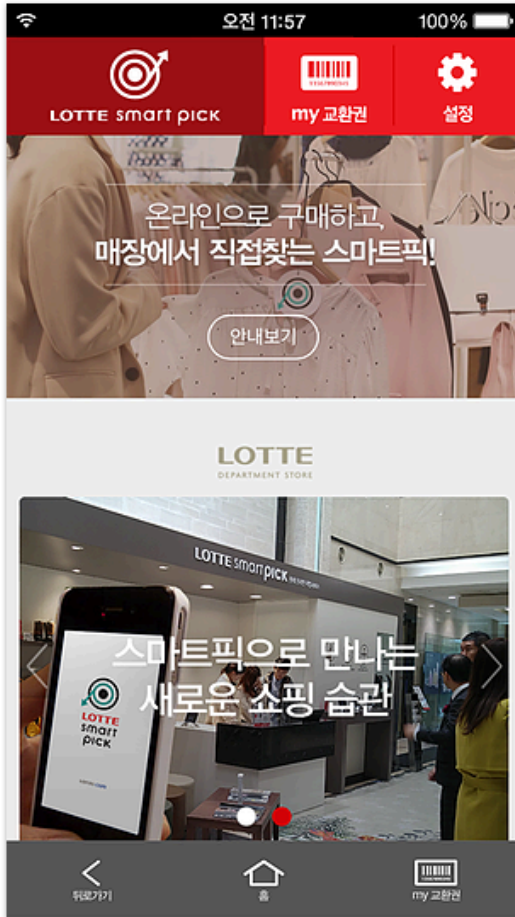 오전 11:57
100%
LOTTE smart pick
my 교환권
설정
온라인으로 구매하고,
매장에서 직접찾는 스마트픽!
안내보기
LOTTE
DEPARTMENT STORE
LOTTE smart pick
스마트픽으로 만나는
새로운 쇼핑 습관
LOTTE
smart
pick
뒤로가기
홈
my 교환권